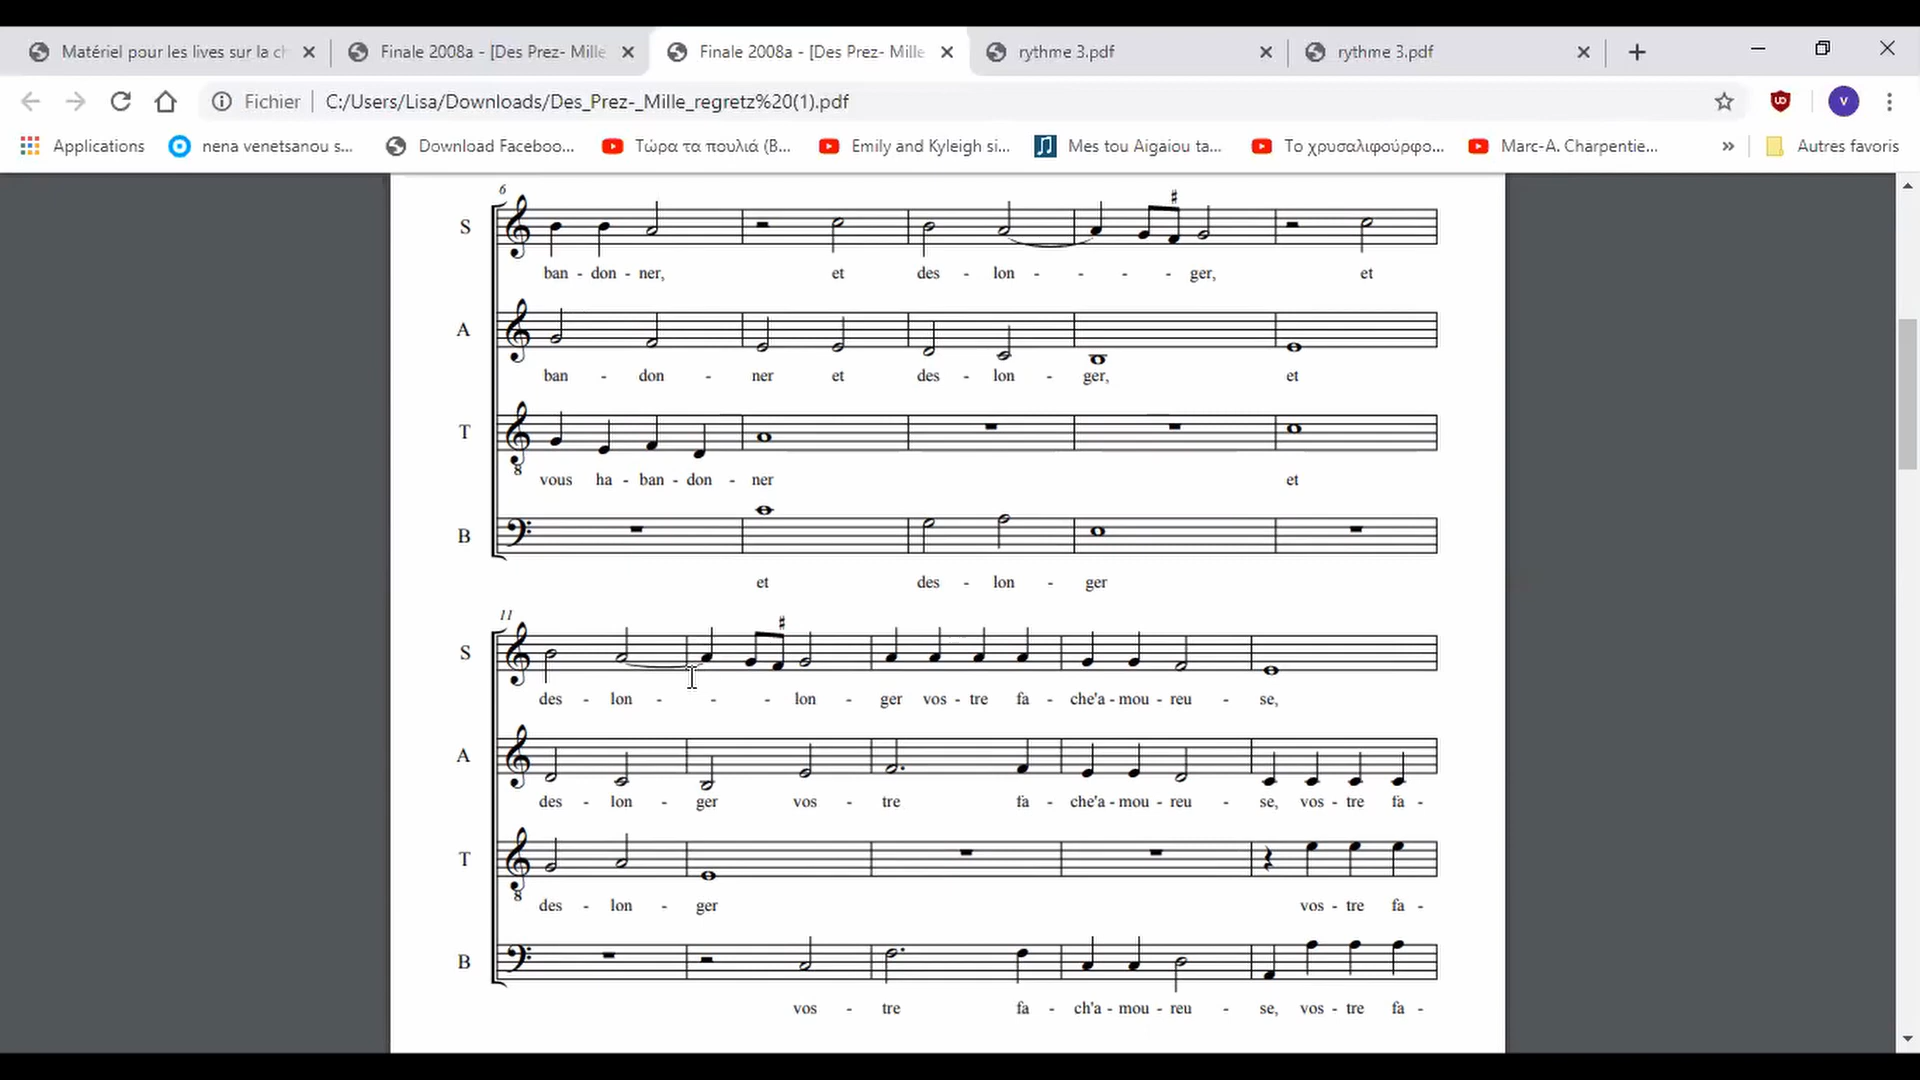 Matériel pour les lives sur la ch
Finale 2008a - [Des Prez- Mille
Finale 2008a - [Des Prez- Mille
rythme 3.pdf
rythme 3.pdf
Fichier
C:/Users/Lisa/Downloads/Des_Prez-_Mille_regretz%20(1).pdf
V
Applications
nena venetsanou s...
Download Faceboo...
Τώρα τα πουλιά (B...
Emily and Kyleigh si...
Mes tou Aigaiou ta...
Το χρυσαλιφούρφο...
Marc-A. Charpentie...
»
Autres favoris
6
S
ban - don - ner, et des - lon - - - ger, et
A
ban - don - ner et des - lon - ger, et
T
8
vous ha - ban - don - ner et
B
et des - lon - ger
11
S
des - lon - - - lon - ger vos - tre fa - che'a - mou - reu - se,
A
des - lon - ger vos - tre fa - che'a - mou - reu - se, vos - tre fa -
T
8
des - lon - ger vos - tre fa -
B
vos - tre fa - ch'a - mou - reu - se, vos - tre fa -